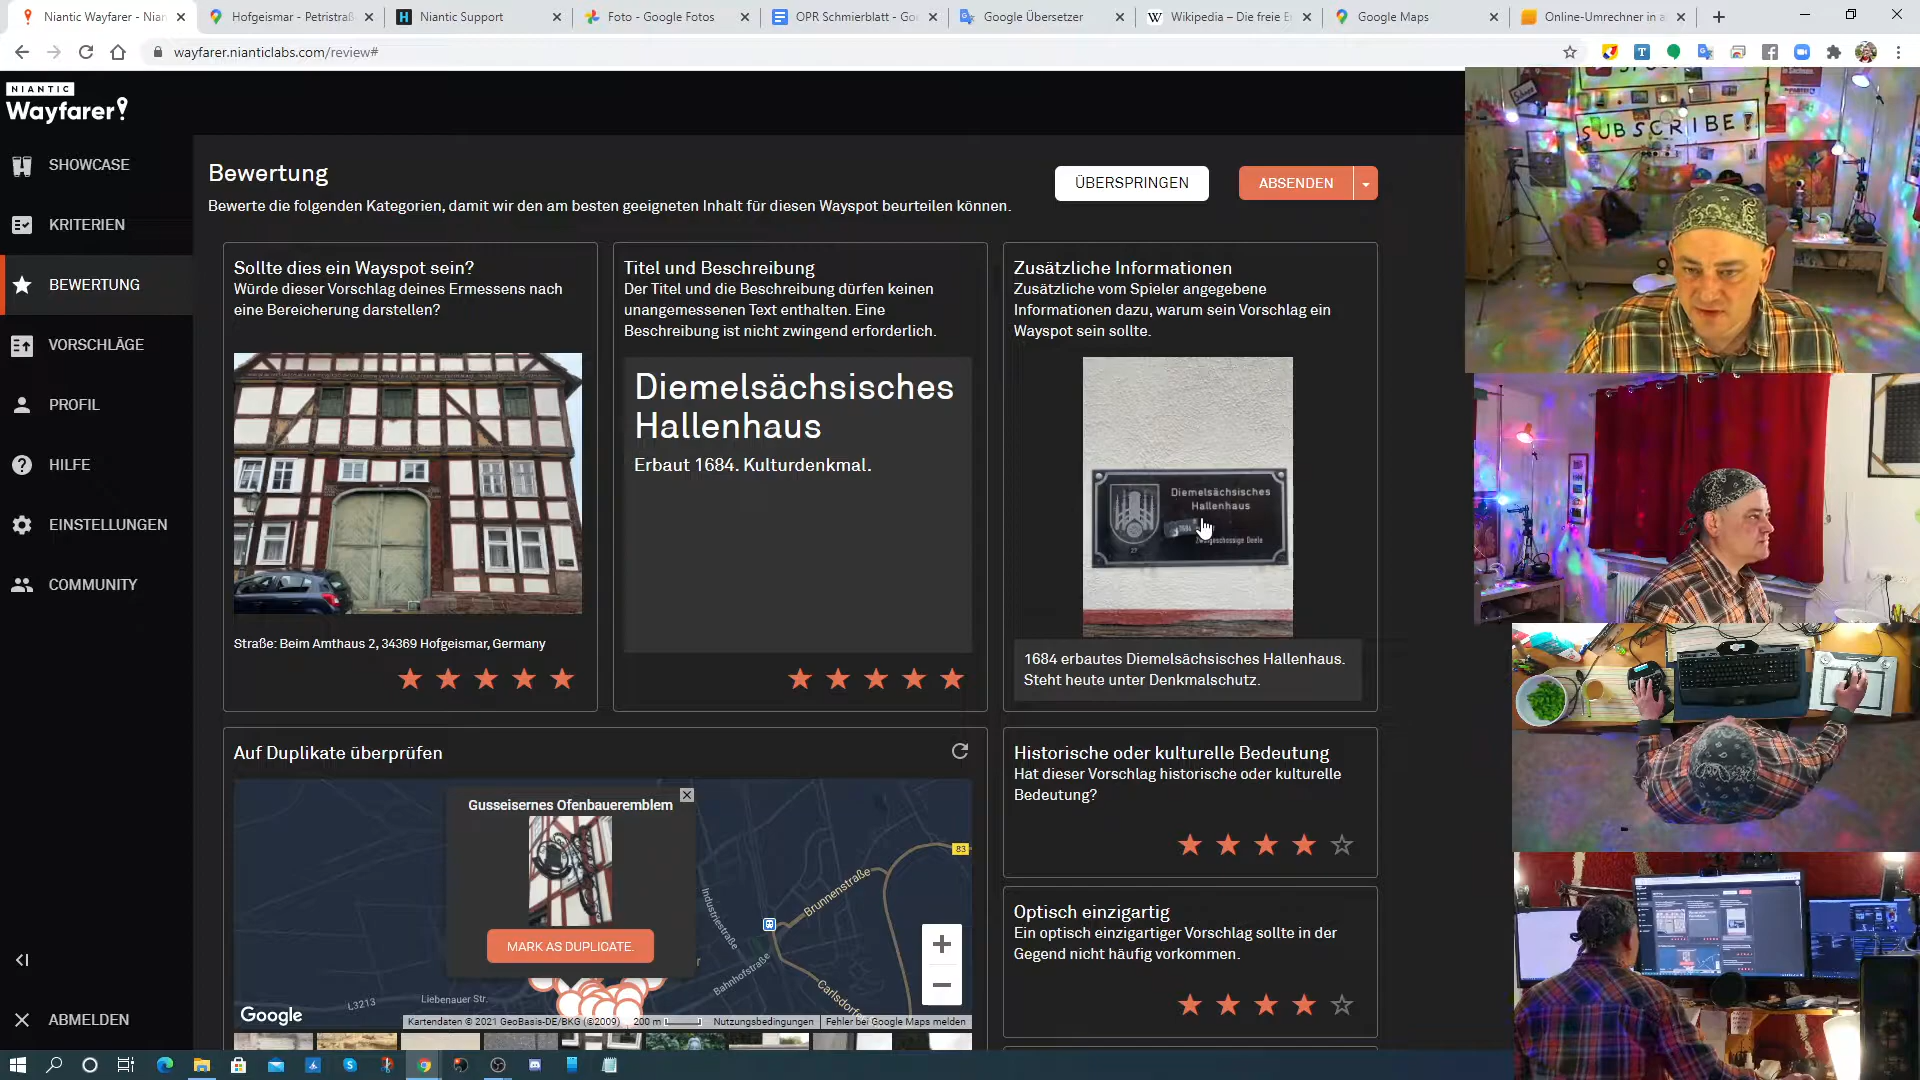 Niantic Wayfarer - Nian
Hofgeismar - Petristraß
Niantic Support
Foto - Google Fotos
OPR Schmierblatt - Go
Google Übersetzer
Wikipedia – Die freie E
Google Maps
Online-Umrechner in a
wayfarer.nianticlabs.com/review#
NIANTIC
Wayfarer
SHOWCASE
KRITERIEN
BEWERTUNG
VORSCHLÄGE
PROFIL
HILFE
EINSTELLUNGEN
COMMUNITY
ABMELDEN
Bewertung
Bewerte die folgenden Kategorien, damit wir den am besten geeigneten Inhalt für diesen Wayspot beurteilen können.
ÜBERSPRINGEN
ABSENDEN
Sollte dies ein Wayspot sein?
Würde dieser Vorschlag deines Ermessens nach
eine Bereicherung darstellen?
Straße: Beim Amthaus 2, 34369 Hofgeismar, Germany
Titel und Beschreibung
Der Titel und die Beschreibung dürfen keinen
unangemessenen Text enthalten. Eine
Beschreibung ist nicht zwingend erforderlich.
Diemelsächsisches
Hallenhaus
Erbaut 1684. Kulturdenkmal.
Zusätzliche Informationen
Zusätzliche vom Spieler angegebene
Informationen dazu, warum sein Vorschlag ein
Wayspot sein sollte.
Diemelsächsisches
Hallenhaus
1684
Zweigeschossige Deele
27
1684 erbautes Diemelsächsisches Hallenhaus.
Steht heute unter Denkmalschutz.
Auf Duplikate überprüfen
Gusseisernes Ofenbaueremblem
MARK AS DUPLICATE.
83
Brunnenstraße
Industriestraße
Bahnhofstraße
Carlsdorf
Liebenauer Str.
L3213
Google
Kartendaten © 2021 GeoBasis-DE/BKG (©2009)
200 m
Nutzungsbedingungen
Fehler bei Google Maps melden
Historische oder kulturelle Bedeutung
Hat dieser Vorschlag historische oder kulturelle
Bedeutung?
Optisch einzigartig
Ein optisch einzigartiger Vorschlag sollte in der
Gegend nicht häufig vorkommen.
SUBSCRIBE!